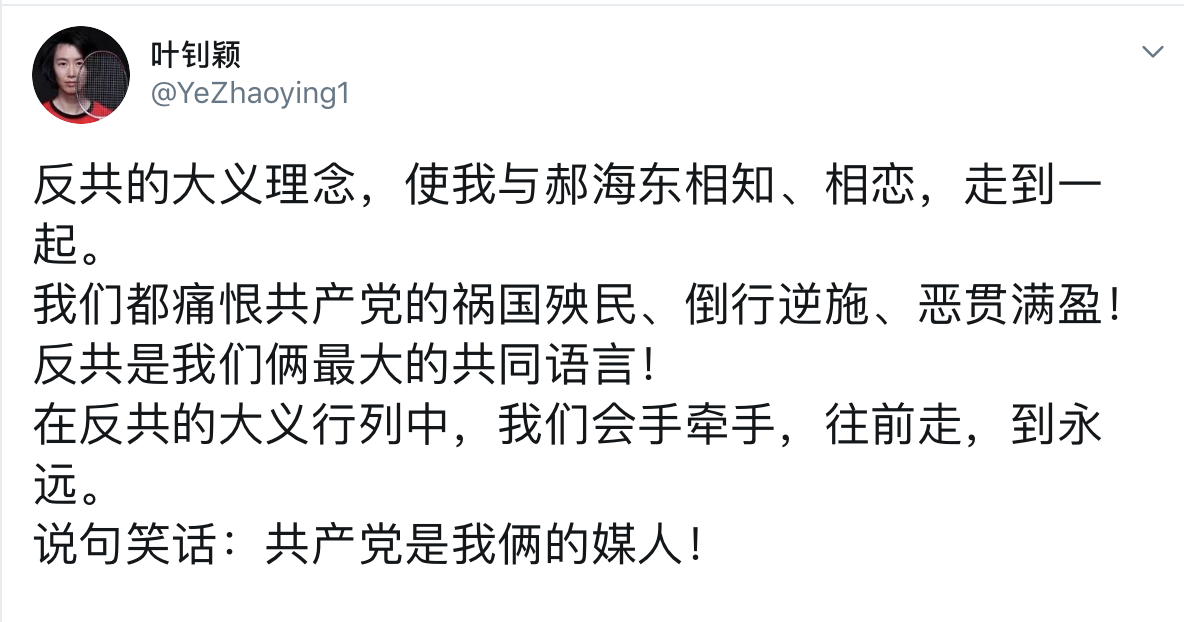 叶钊颖
@YeZhaoying1
反共的大义理念，使我与郝海东相知、相恋，走到一
起。
我们都痛恨共产党的祸国殃民、倒行逆施、恶贯满盈！
反共是我们俩最大的共同语言！
在反共的大义行列中，我们会手牵手，往前走，到永
远。
说句笑话：共产党是我俩的媒人！